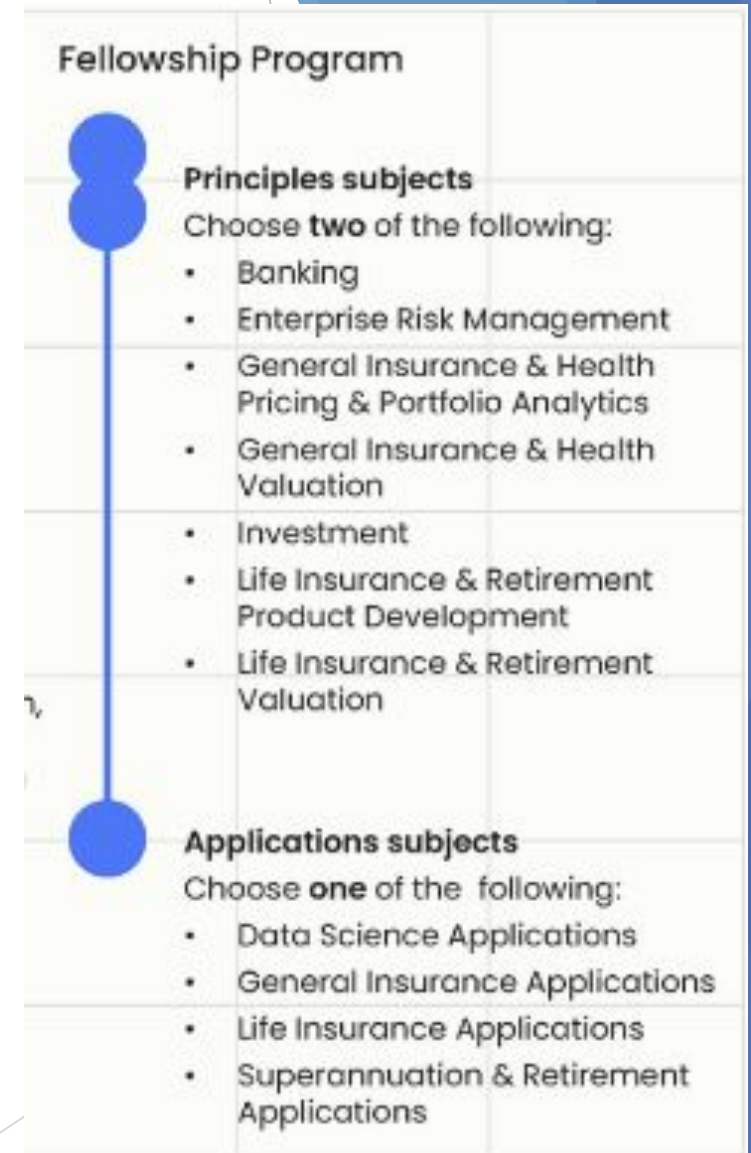 Fellowship Program
Principles subjects
Choose two of the following:
• Banking
• Enterprise Risk Management
• General Insurance & Health
Pricing & Portfolio Analytics
• General Insurance & Health
Valuation
• Investment
• Life Insurance & Retirement
Product Development
• Life Insurance & Retirement
Valuation
n,
Applications subjects
Choose one of the following:
• Data Science Applications
• General Insurance Applications
• Life Insurance Applications
• Superannuation & Retirement
Applications